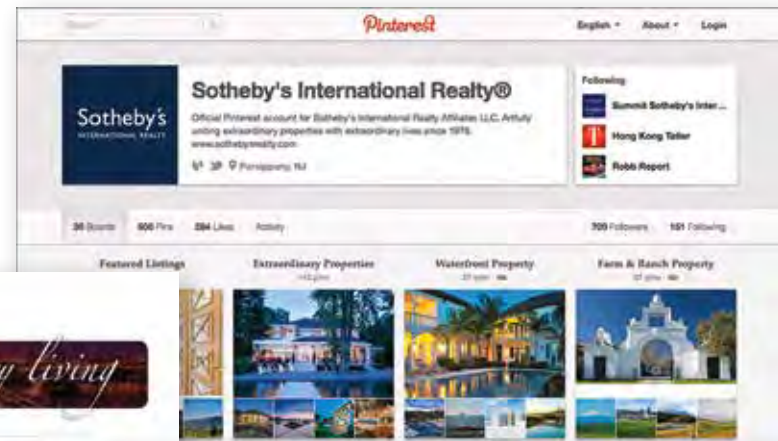 Pinterest
English About Login
Sotheby's
INTERNATIONAL REALTY
Sotheby's International Realty®
Official Pinterest account for Sotheby's International Realty Affiliates LLC. Artfully
uniting extraordinary properties with extraordinary lives since 1976.
www.sothebysrealty.com
Parsippany, NJ
Following
Summit Sotheby's Inter...
Hong Kong Tatler
Robb Report
Boards Pins Likes Activity
Followers 151 Following
Featured Listings
Extraordinary Properties
Waterfront Property
Farm & Ranch Property
living